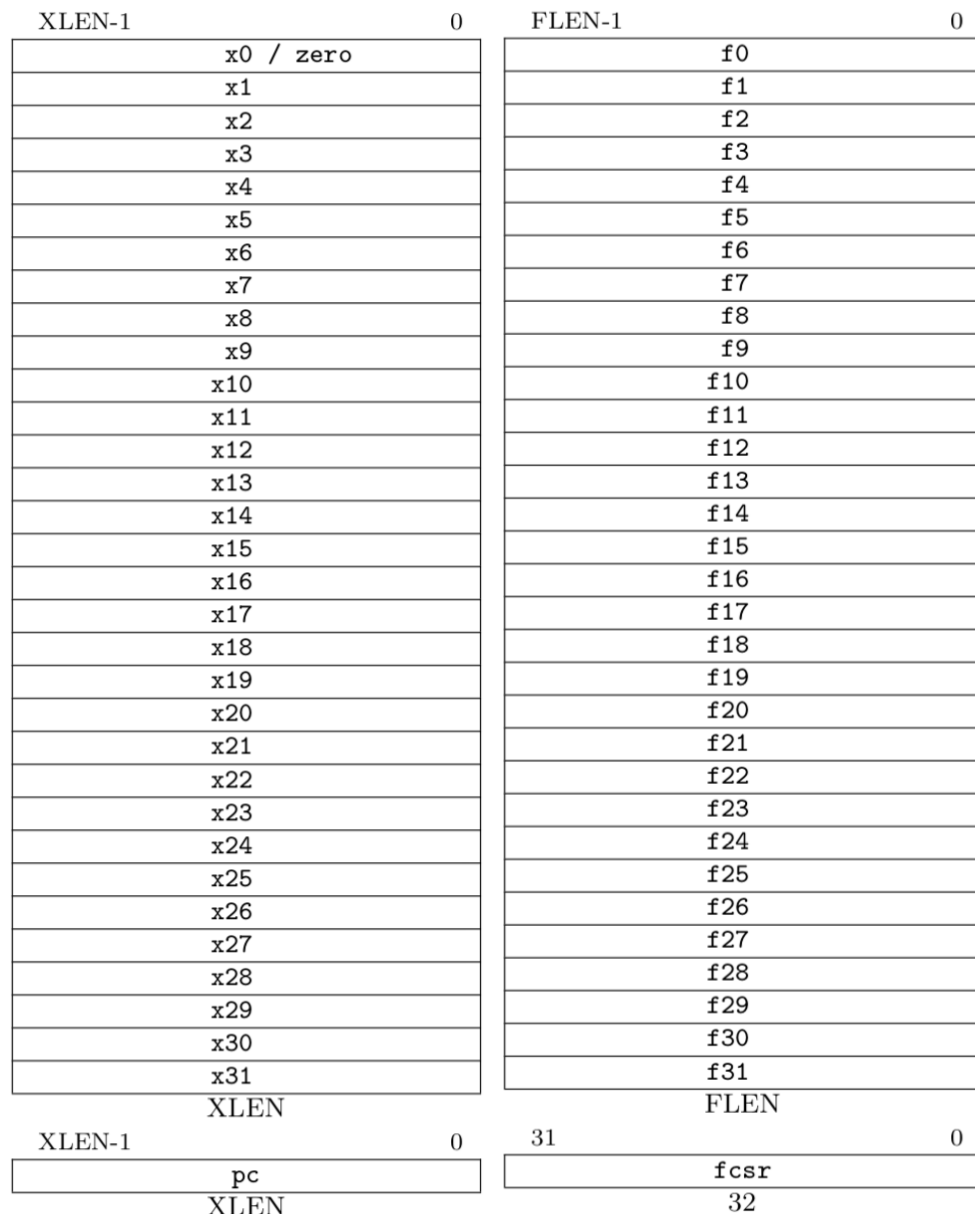 XLEN-1 0
x0 / zero
x1
x2
x3
x4
x5
x6
x7
x8
x9
x10
x11
x12
x13
x14
x15
x16
x17
x18
x19
x20
x21
x22
x23
x24
x25
x26
x27
x28
x29
x30
x31
XLEN
XLEN-1 0
pc
XLEN
FLEN-1 0
f0
f1
f2
f3
f4
f5
f6
f7
f8
f9
f10
f11
f12
f13
f14
f15
f16
f17
f18
f19
f20
f21
f22
f23
f24
f25
f26
f27
f28
f29
f30
f31
FLEN
31 0
fcsr
32